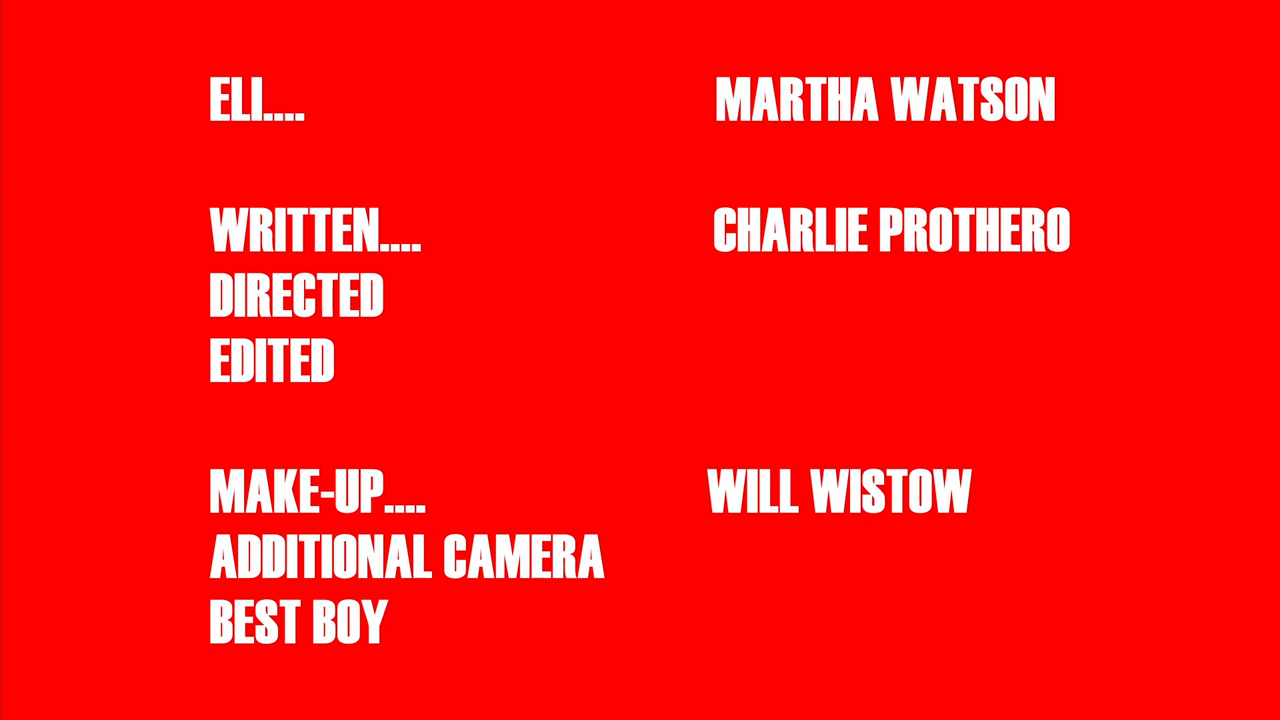 ELI.... MARTHA WATSON
WRITTEN.... CHARLIE PROTHERO
DIRECTED
EDITED
MAKE-UP.... WILL WISTOW
ADDITIONAL CAMERA
BEST BOY